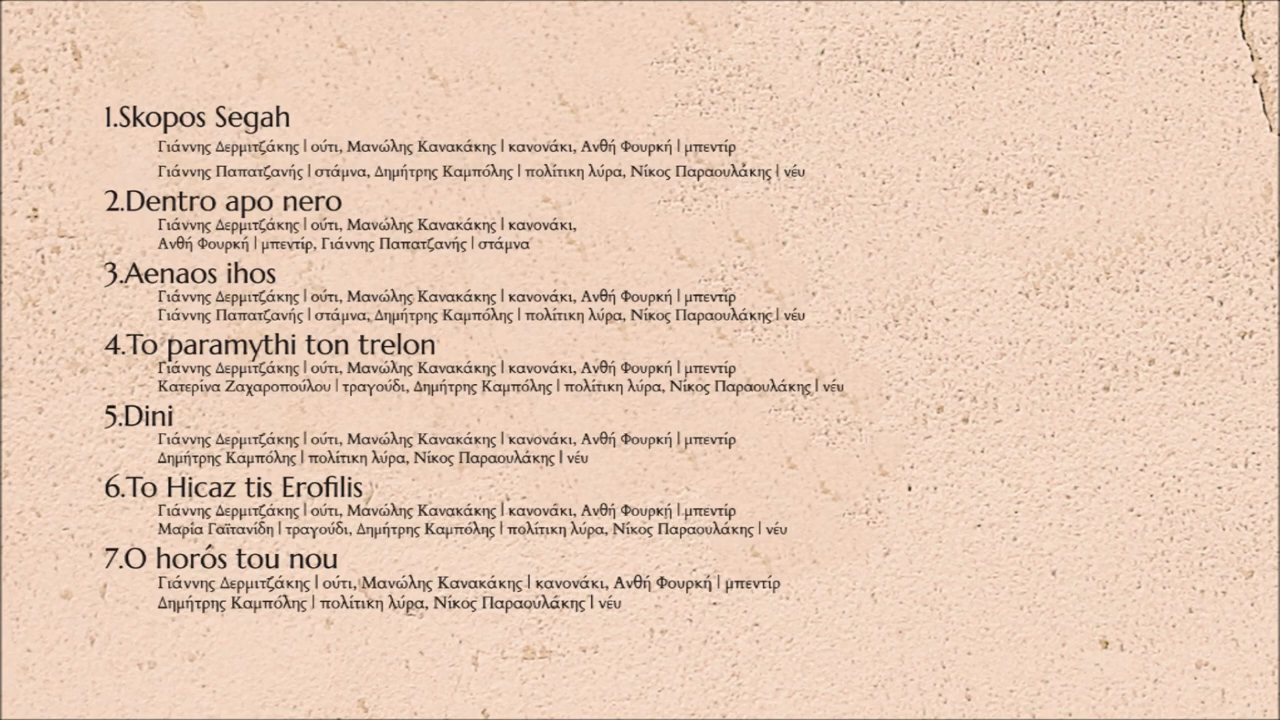 1.Skopos Segah
Γιάννης Δερμιτζάκης | ούτι, Μανώλης Κανακάκης | κανονάκι, Ανθή Φουρκή | μπεντίρ
Γιάννης Παπατζανής | στάμνα, Δημήτρης Καμπόλης | πολίτικη λύρα, Νίκος Παραουλάκης | νέυ
2.Dentro apo nero
Γιάννης Δερμιτζάκης | ούτι, Μανώλης Κανακάκης | κανονάκι,
Ανθή Φουρκή | μπεντίρ, Γιάννης Παπατζανής | στάμνα
3.Aenaos ihos
Γιάννης Δερμιτζάκης | ούτι, Μανώλης Κανακάκης | κανονάκι, Ανθή Φουρκή | μπεντίρ
Γιάννης Παπατζανής | στάμνα, Δημήτρης Καμπόλης | πολίτικη λύρα, Νίκος Παραουλάκης | νέυ
4.To paramythi ton trelon
Γιάννης Δερμιτζάκης | ούτι, Μανώλης Κανακάκης | κανονάκι, Ανθή Φουρκή | μπεντίρ
Κατερίνα Ζαχαροπούλου | τραγούδι, Δημήτρης Καμπόλης | πολίτικη λύρα, Νίκος Παραουλάκης | νέυ
5.Dini
Γιάννης Δερμιτζάκης | ούτι, Μανώλης Κανακάκης | κανονάκι, Ανθή Φουρκή | μπεντίρ
Δημήτρης Καμπόλης | πολίτικη λύρα, Νίκος Παραουλάκης | νέυ
6.To Hicaz tis Erofilis
Γιάννης Δερμιτζάκης | ούτι, Μανώλης Κανακάκης | κανονάκι, Ανθή Φουρκή | μπεντίρ
Μαρία Γαϊτανίδη | τραγούδι, Δημήτρης Καμπόλης | πολίτικη λύρα, Νίκος Παραουλάκης | νέυ
7.O horós tou nou
Γιάννης Δερμιτζάκης | ούτι, Μανώλης Κανακάκης | κανονάκι, Ανθή Φουρκή | μπεντίρ
Δημήτρης Καμπόλης | πολίτικη λύρα, Νίκος Παραουλάκης | νέυ